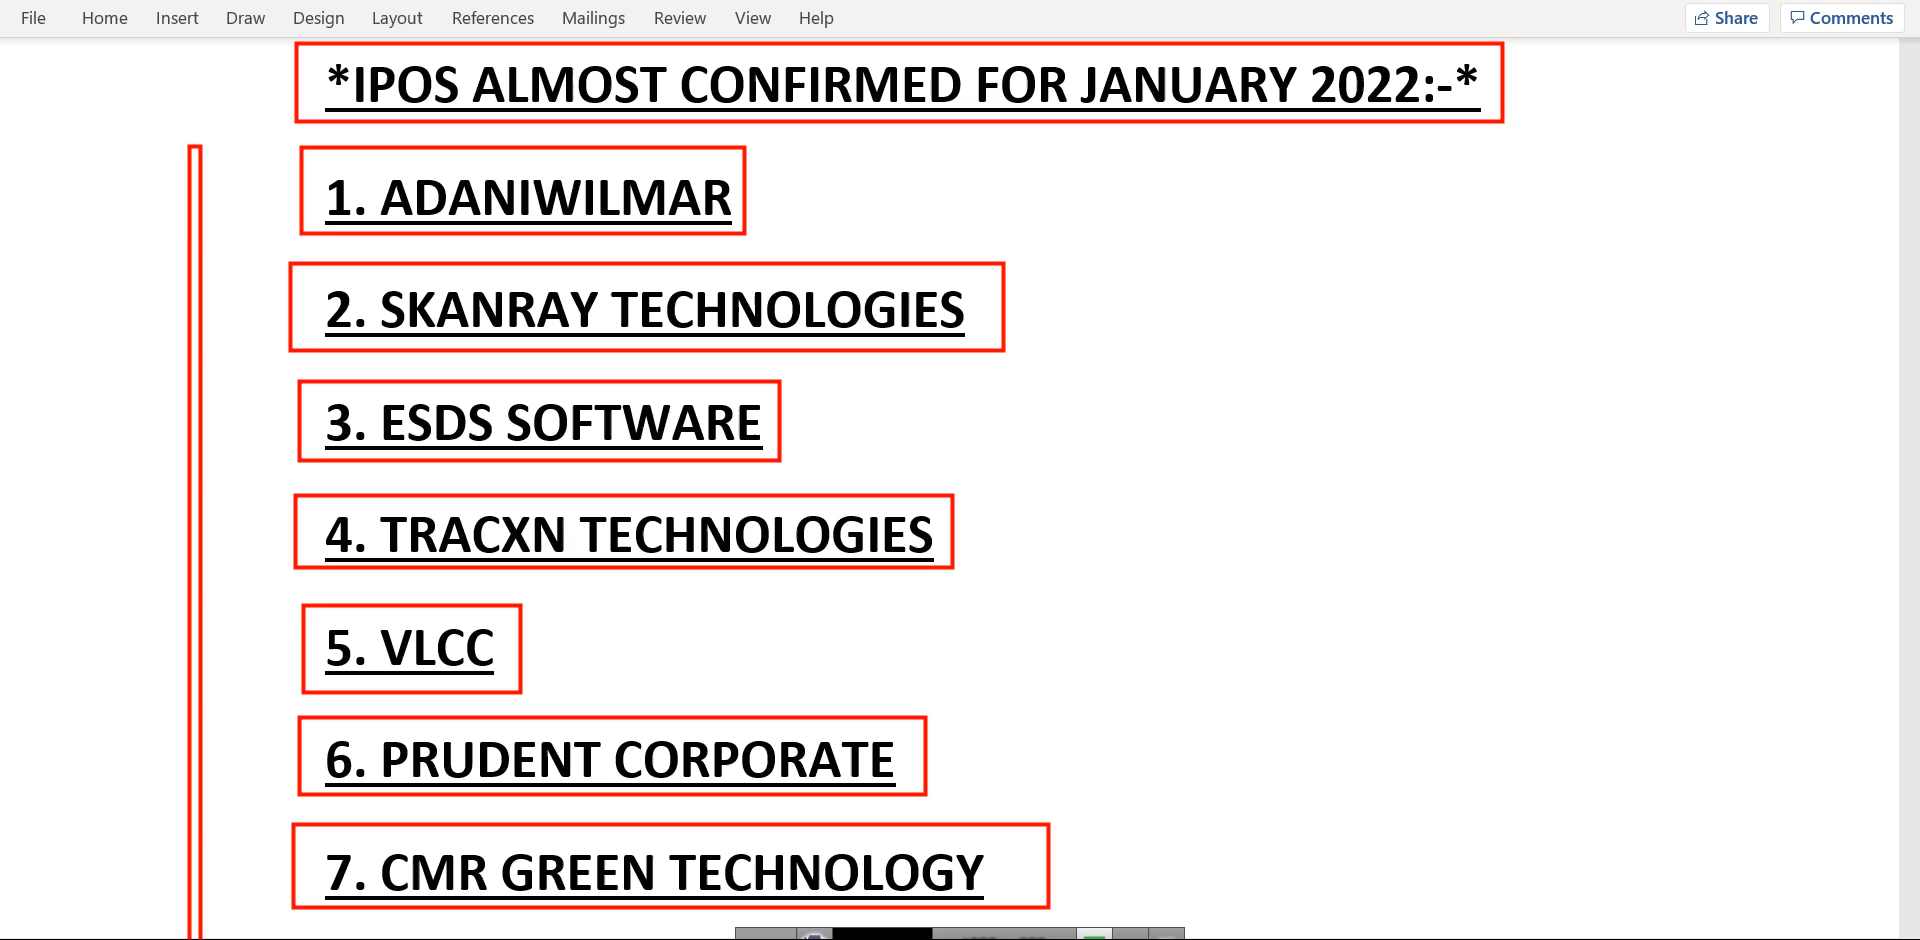 File Home Insert Draw Design Layout References Mailings Review View Help Share Comments
*IPOS ALMOST CONFIRMED FOR JANUARY 2022:-*
1. ADANIWILMAR
2. SKANRAY TECHNOLOGIES
3. ESDS SOFTWARE
4. TRACXN TECHNOLOGIES
5. VLCC
6. PRUDENT CORPORATE
7. CMR GREEN TECHNOLOGY